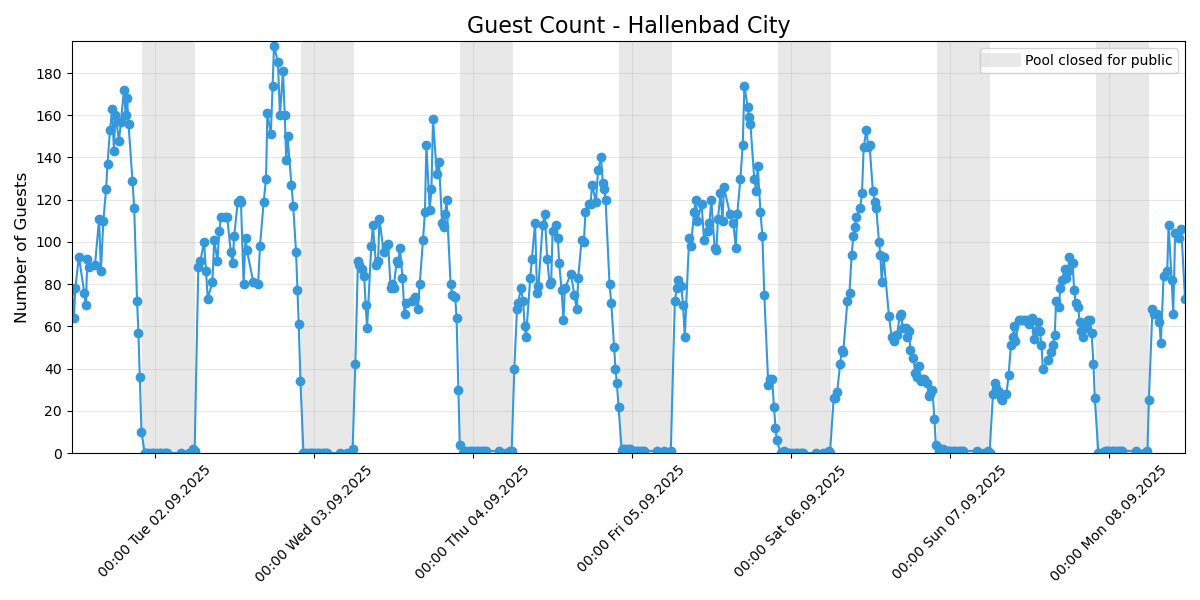 Guest Count - Hallenbad City
Number of Guests
180
160
140
120
100
80
60
40
20
0
Pool closed for public
00:00 Tue 02.09.2025
00:00 Wed 03.09.2025
00:00 Thu 04.09.2025
00:00 Fri 05.09.2025
00:00 Sat 06.09.2025
00:00 Sun 07.09.2025
00:00 Mon 08.09.2025